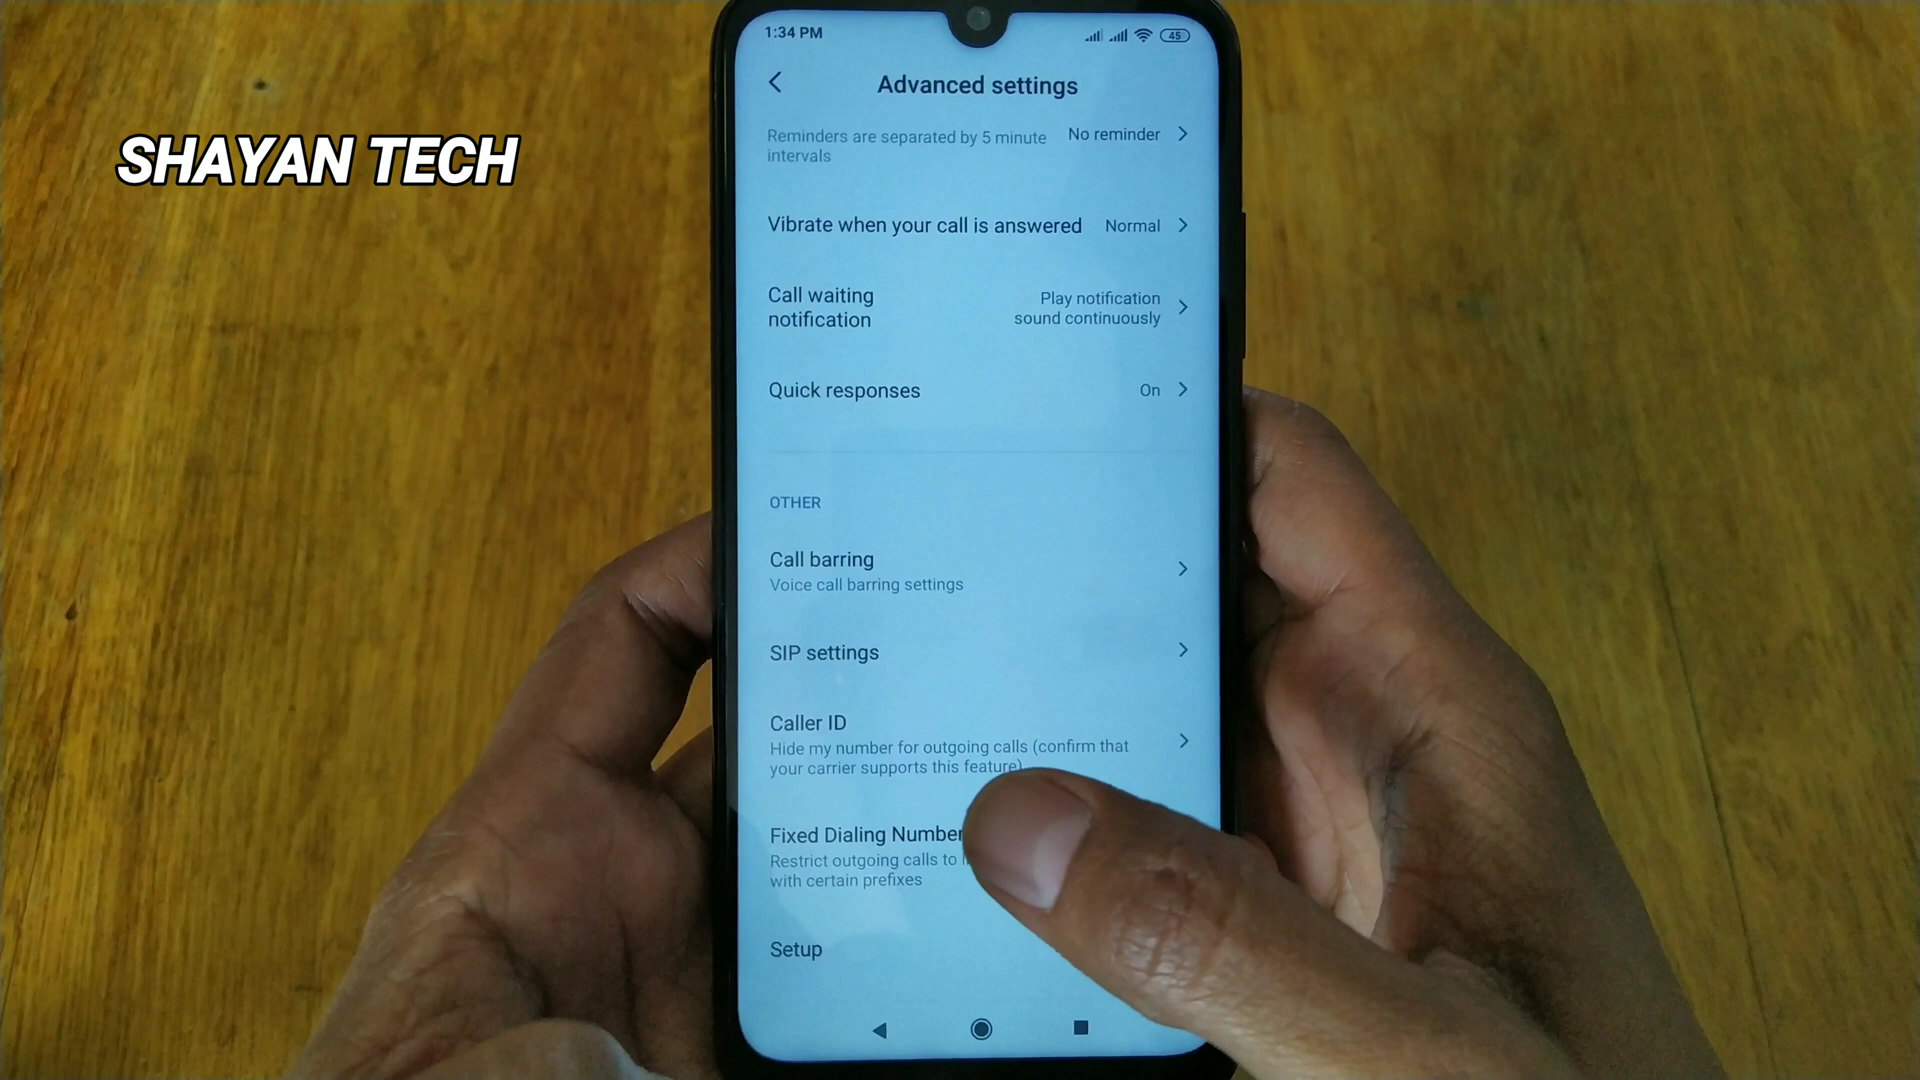 1:34 PM
45
Advanced settings
Reminders are separated by 5 minute
intervals
No reminder
Vibrate when your call is answered
Normal
SHAYAN TECH
Call waiting
notification
Play notification
sound continuously
Quick responses
On
OTHER
Call barring
Voice call barring settings
SIP settings
Caller ID
Hide my number for outgoing calls (confirm that
your carrier supports this feature)
Fixed Dialing Number
Restrict outgoing calls to
with certain prefixes
Setup